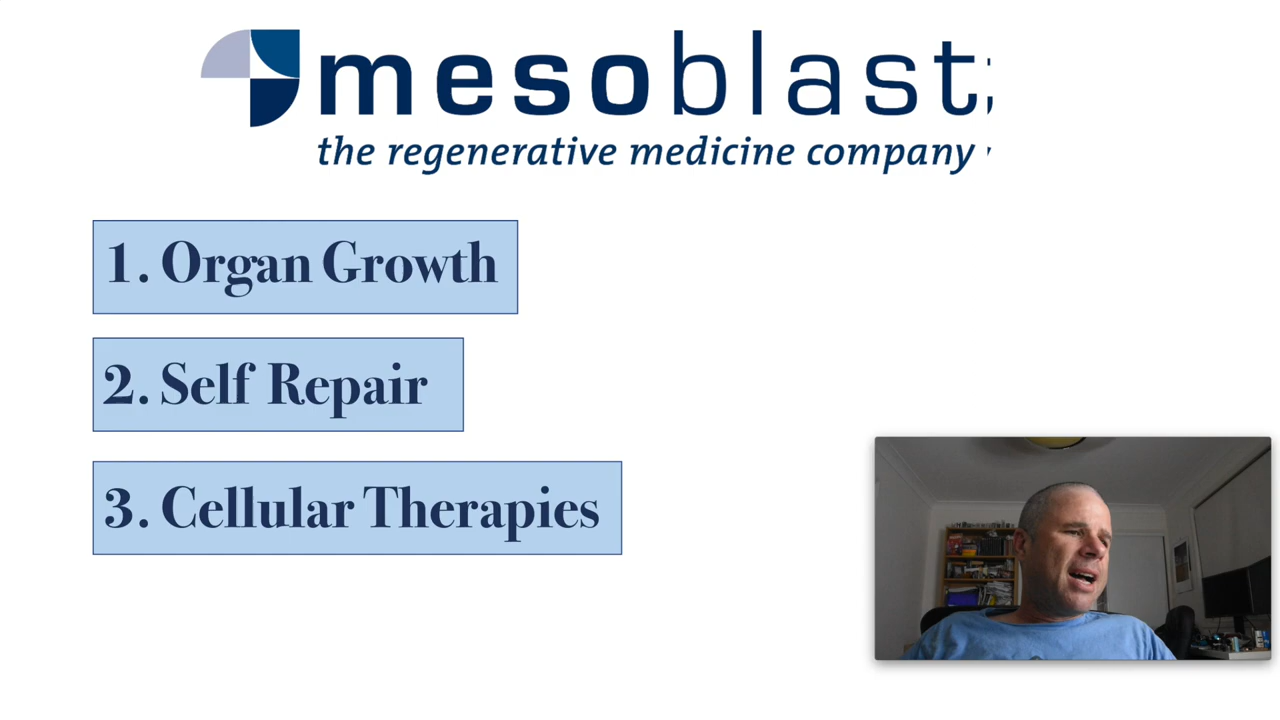 mesoblast
the regenerative medicine company
1. Organ Growth
2. Self Repair
3. Cellular Therapies